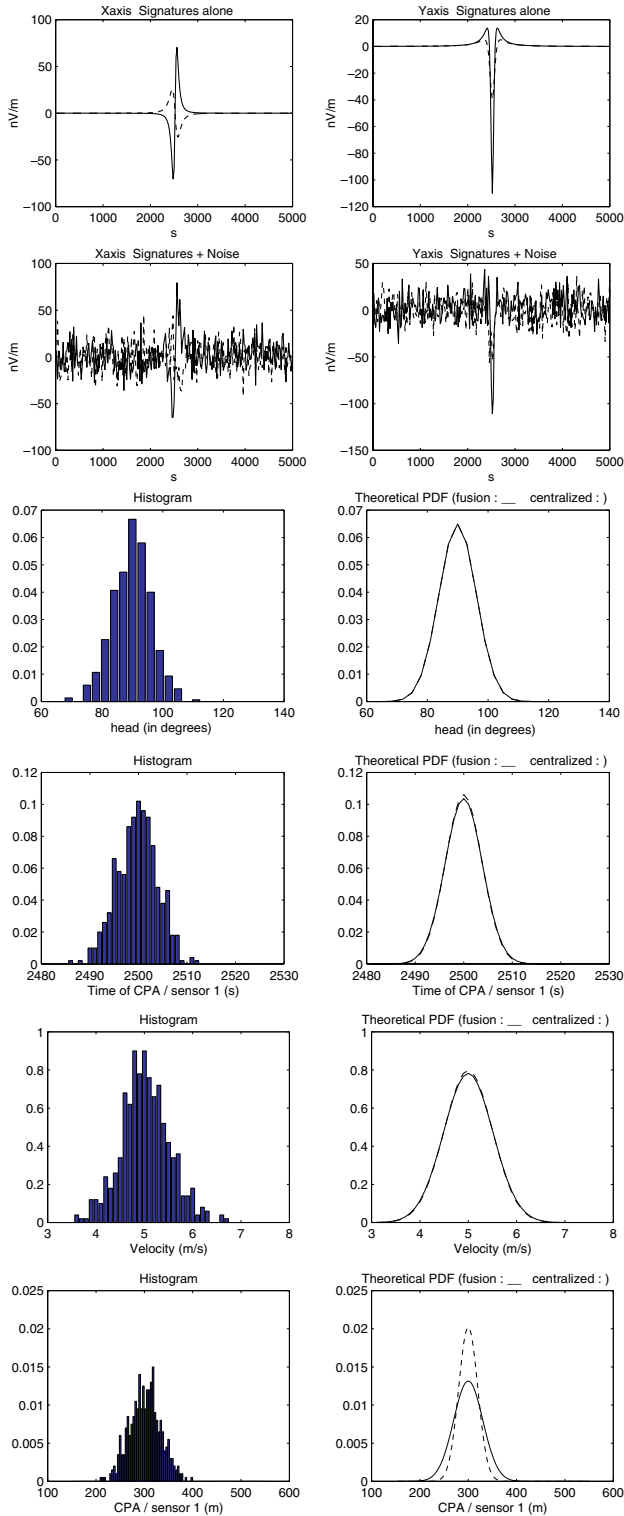 Xaxis Signatures alone
100
50
0
−50
−100
nV/m
0 1000 2000 3000 4000 5000
s
Yaxis Signatures alone
20
0
−20
−40
−60
−80
−100
120
nV/m
0 1000 2000 3000 4000 5000
s
Xaxis Signatures + Noise
100
50
0
−50
−100
nV/m
0 1000 2000 3000 4000 5000
s
Yaxis Signatures + Noise
50
0
−50
−100
−150
nV/m
0 1000 2000 3000 4000 5000
s
Histogram
0.07
0.06
0.05
0.04
0.03
0.02
0.01
0
60 80 100 120 140
head (in degrees)
Theoretical PDF (fusion : __ centralized : )
0.07
0.06
0.05
0.04
0.03
0.02
0.01
0
60 80 100 120 140
head (in degrees)
Histogram
0.12
0.1
0.08
0.06
0.04
0.02
0
2480 2490 2500 2510 2520 2530
Time of CPA / sensor 1 (s)
Theoretical PDF (fusion : __ centralized : )
0.12
0.1
0.08
0.06
0.04
0.02
0
2480 2490 2500 2510 2520 2530
Time of CPA / sensor 1 (s)
Histogram
1
0.8
0.6
0.4
0.2
0
3 4 5 6 7 8
Velocity (m/s)
Theoretical PDF (fusion : __ centralized : )
1
0.8
0.6
0.4
0.2
0
3 4 5 6 7 8
Velocity (m/s)
Histogram
0.025
0.02
0.015
0.01
0.005
0
100 200 300 400 500 600
CPA / sensor 1 (m)
Theoretical PDF (fusion : __ centralized : )
0.025
0.02
0.015
0.01
0.005
0
100 200 300 400 500 600
CPA / sensor 1 (m)